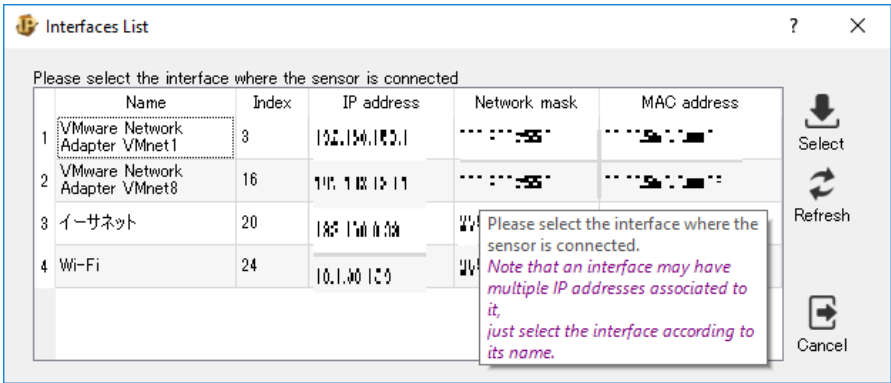 Interfaces List
?
Please select the interface where the sensor is connected
Name Index IP address Network mask MAC address
1 VMware Network Adapter VMnet1 3
2 VMware Network Adapter VMnet8 16
3 イーサネット 20
4 Wi-Fi 24
Select
Refresh
Cancel
Please select the interface where the
sensor is connected.
Note that an interface may have
multiple IP addresses associated to
it,
just select the interface according to
its name.